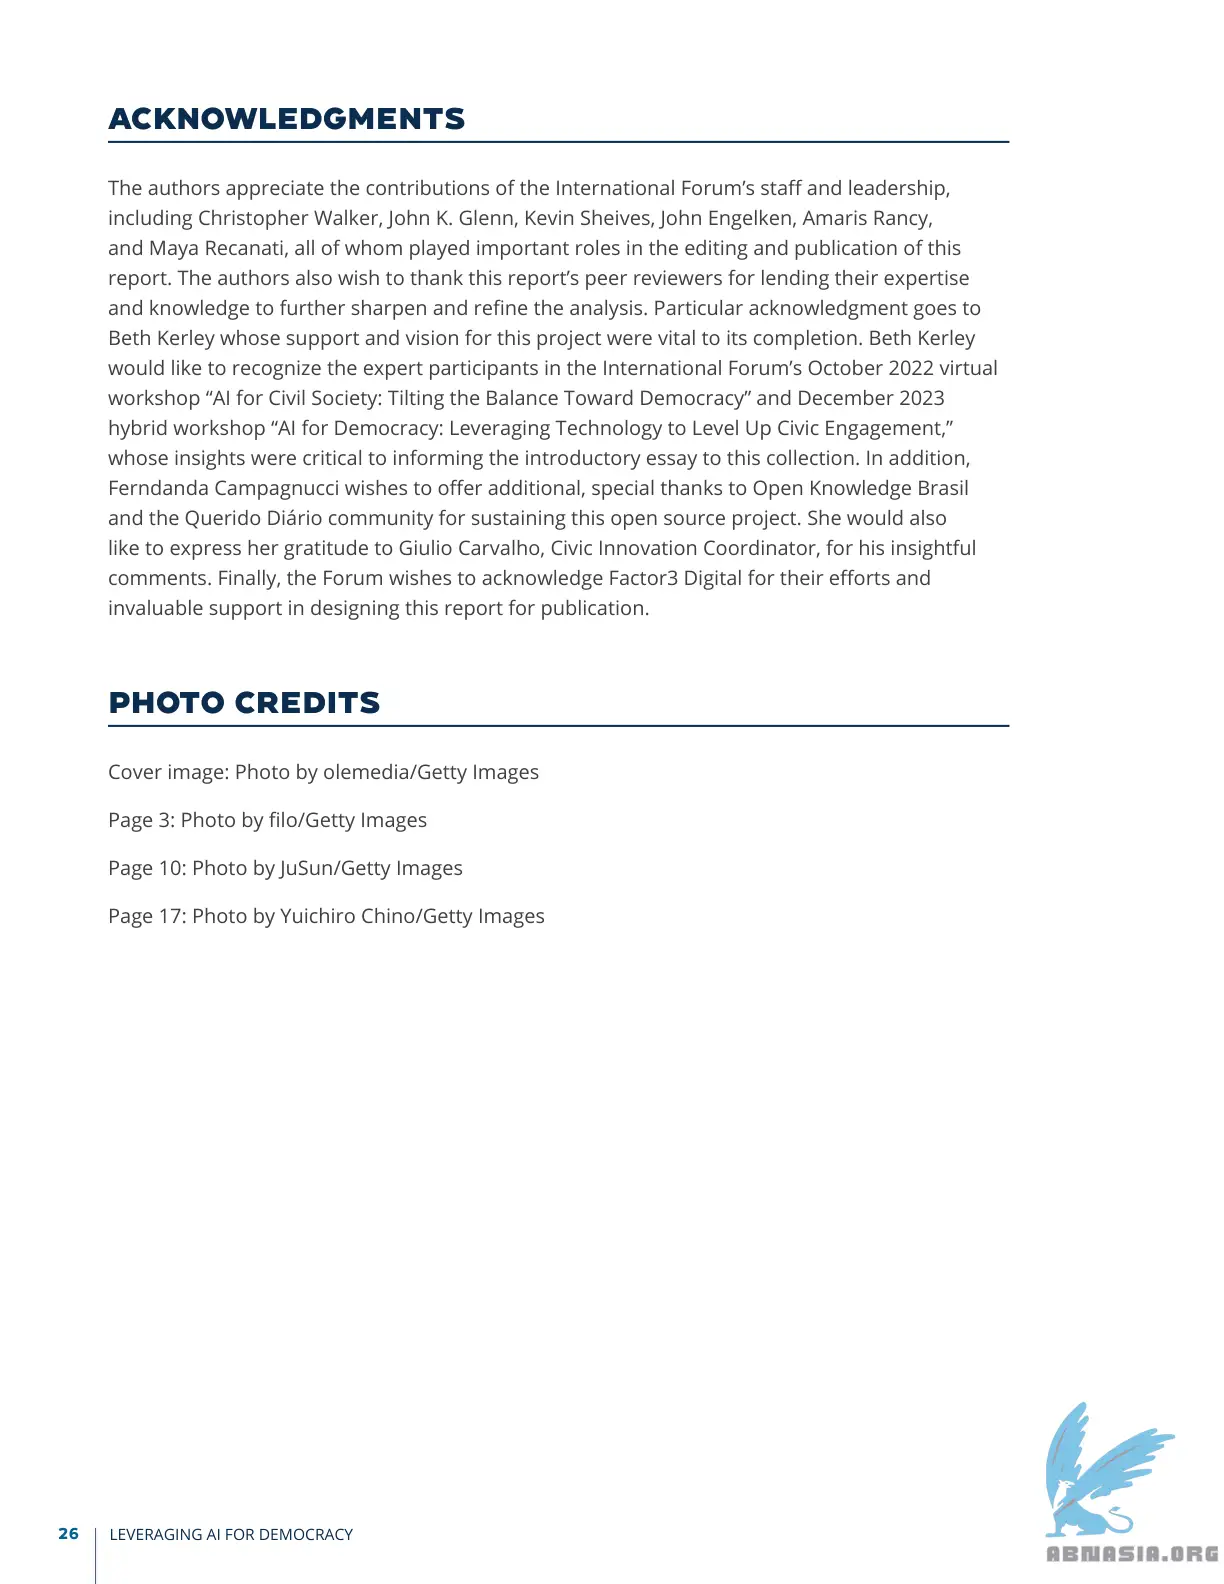 ACKNOWLEDGMENTS
The authors appreciate the contributions of the International Forum’s staff and leadership,
including Christopher Walker, John K. Glenn, Kevin Sheives, John Engelken, Amaris Rancy,
and Maya Recanati, all of whom played important roles in the editing and publication of this
report. The authors also wish to thank this report’s peer reviewers for lending their expertise
and knowledge to further sharpen and refine the analysis. Particular acknowledgment goes to
Beth Kerley whose support and vision for this project were vital to its completion. Beth Kerley
would like to recognize the expert participants in the International Forum’s October 2022 virtual
workshop “AI for Civil Society: Tilting the Balance Toward Democracy” and December 2023
hybrid workshop “AI for Democracy: Leveraging Technology to Level Up Civic Engagement,”
whose insights were critical to informing the introductory essay to this collection. In addition,
Ferndanda Campagnucci wishes to offer additional, special thanks to Open Knowledge Brasil
and the Querido Diário community for sustaining this open source project. She would also
like to express her gratitude to Giulio Carvalho, Civic Innovation Coordinator, for his insightful
comments. Finally, the Forum wishes to acknowledge Factor3 Digital for their efforts and
invaluable support in designing this report for publication.
PHOTO CREDITS
Cover image: Photo by olemedia/Getty Images
Page 3: Photo by filo/Getty Images
Page 10: Photo by JuSun/Getty Images
Page 17: Photo by Yuichiro Chino/Getty Images
26 LEVERAGING AI FOR DEMOCRACY
ABNASIA.ORG